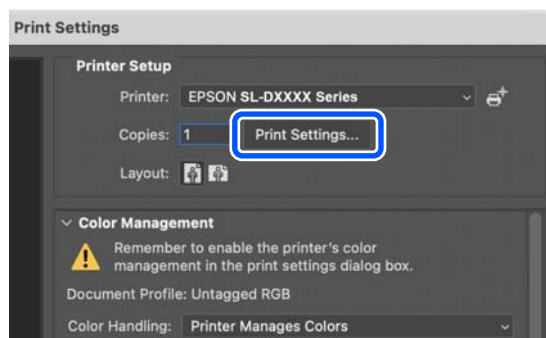 Print Settings
Printer Setup
Printer: EPSON SL-DXXXX Series
Copies: 1 Print Settings...
Layout:
Color Management
Remember to enable the printer's color
management in the print settings dialog box.
Document Profile: Untagged RGB
Color Handling: Printer Manages Colors